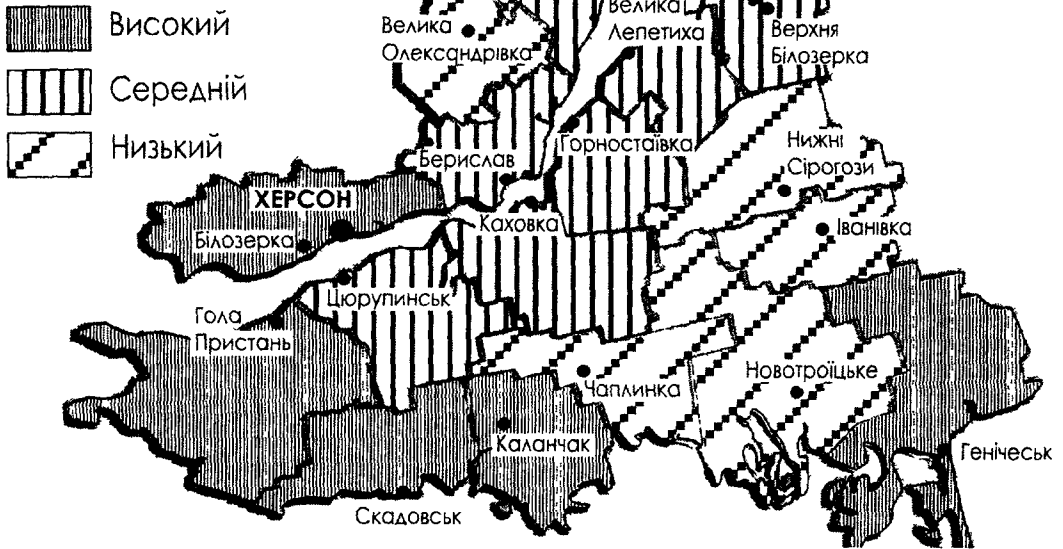 Високий
Середній
Низький
Велика
Олександрівка
Велика
Лепетиха
Верхня
Білозерка
Берислав
Горностаївка
Нижні
Сірогози
ХЕРСОН
Білозерка
Каховка
Іванівка
Цюрупинськ
Гола
Пристань
Чаплинка
Новотроїцьке
Каланчак
Генічеськ
Скадовськ